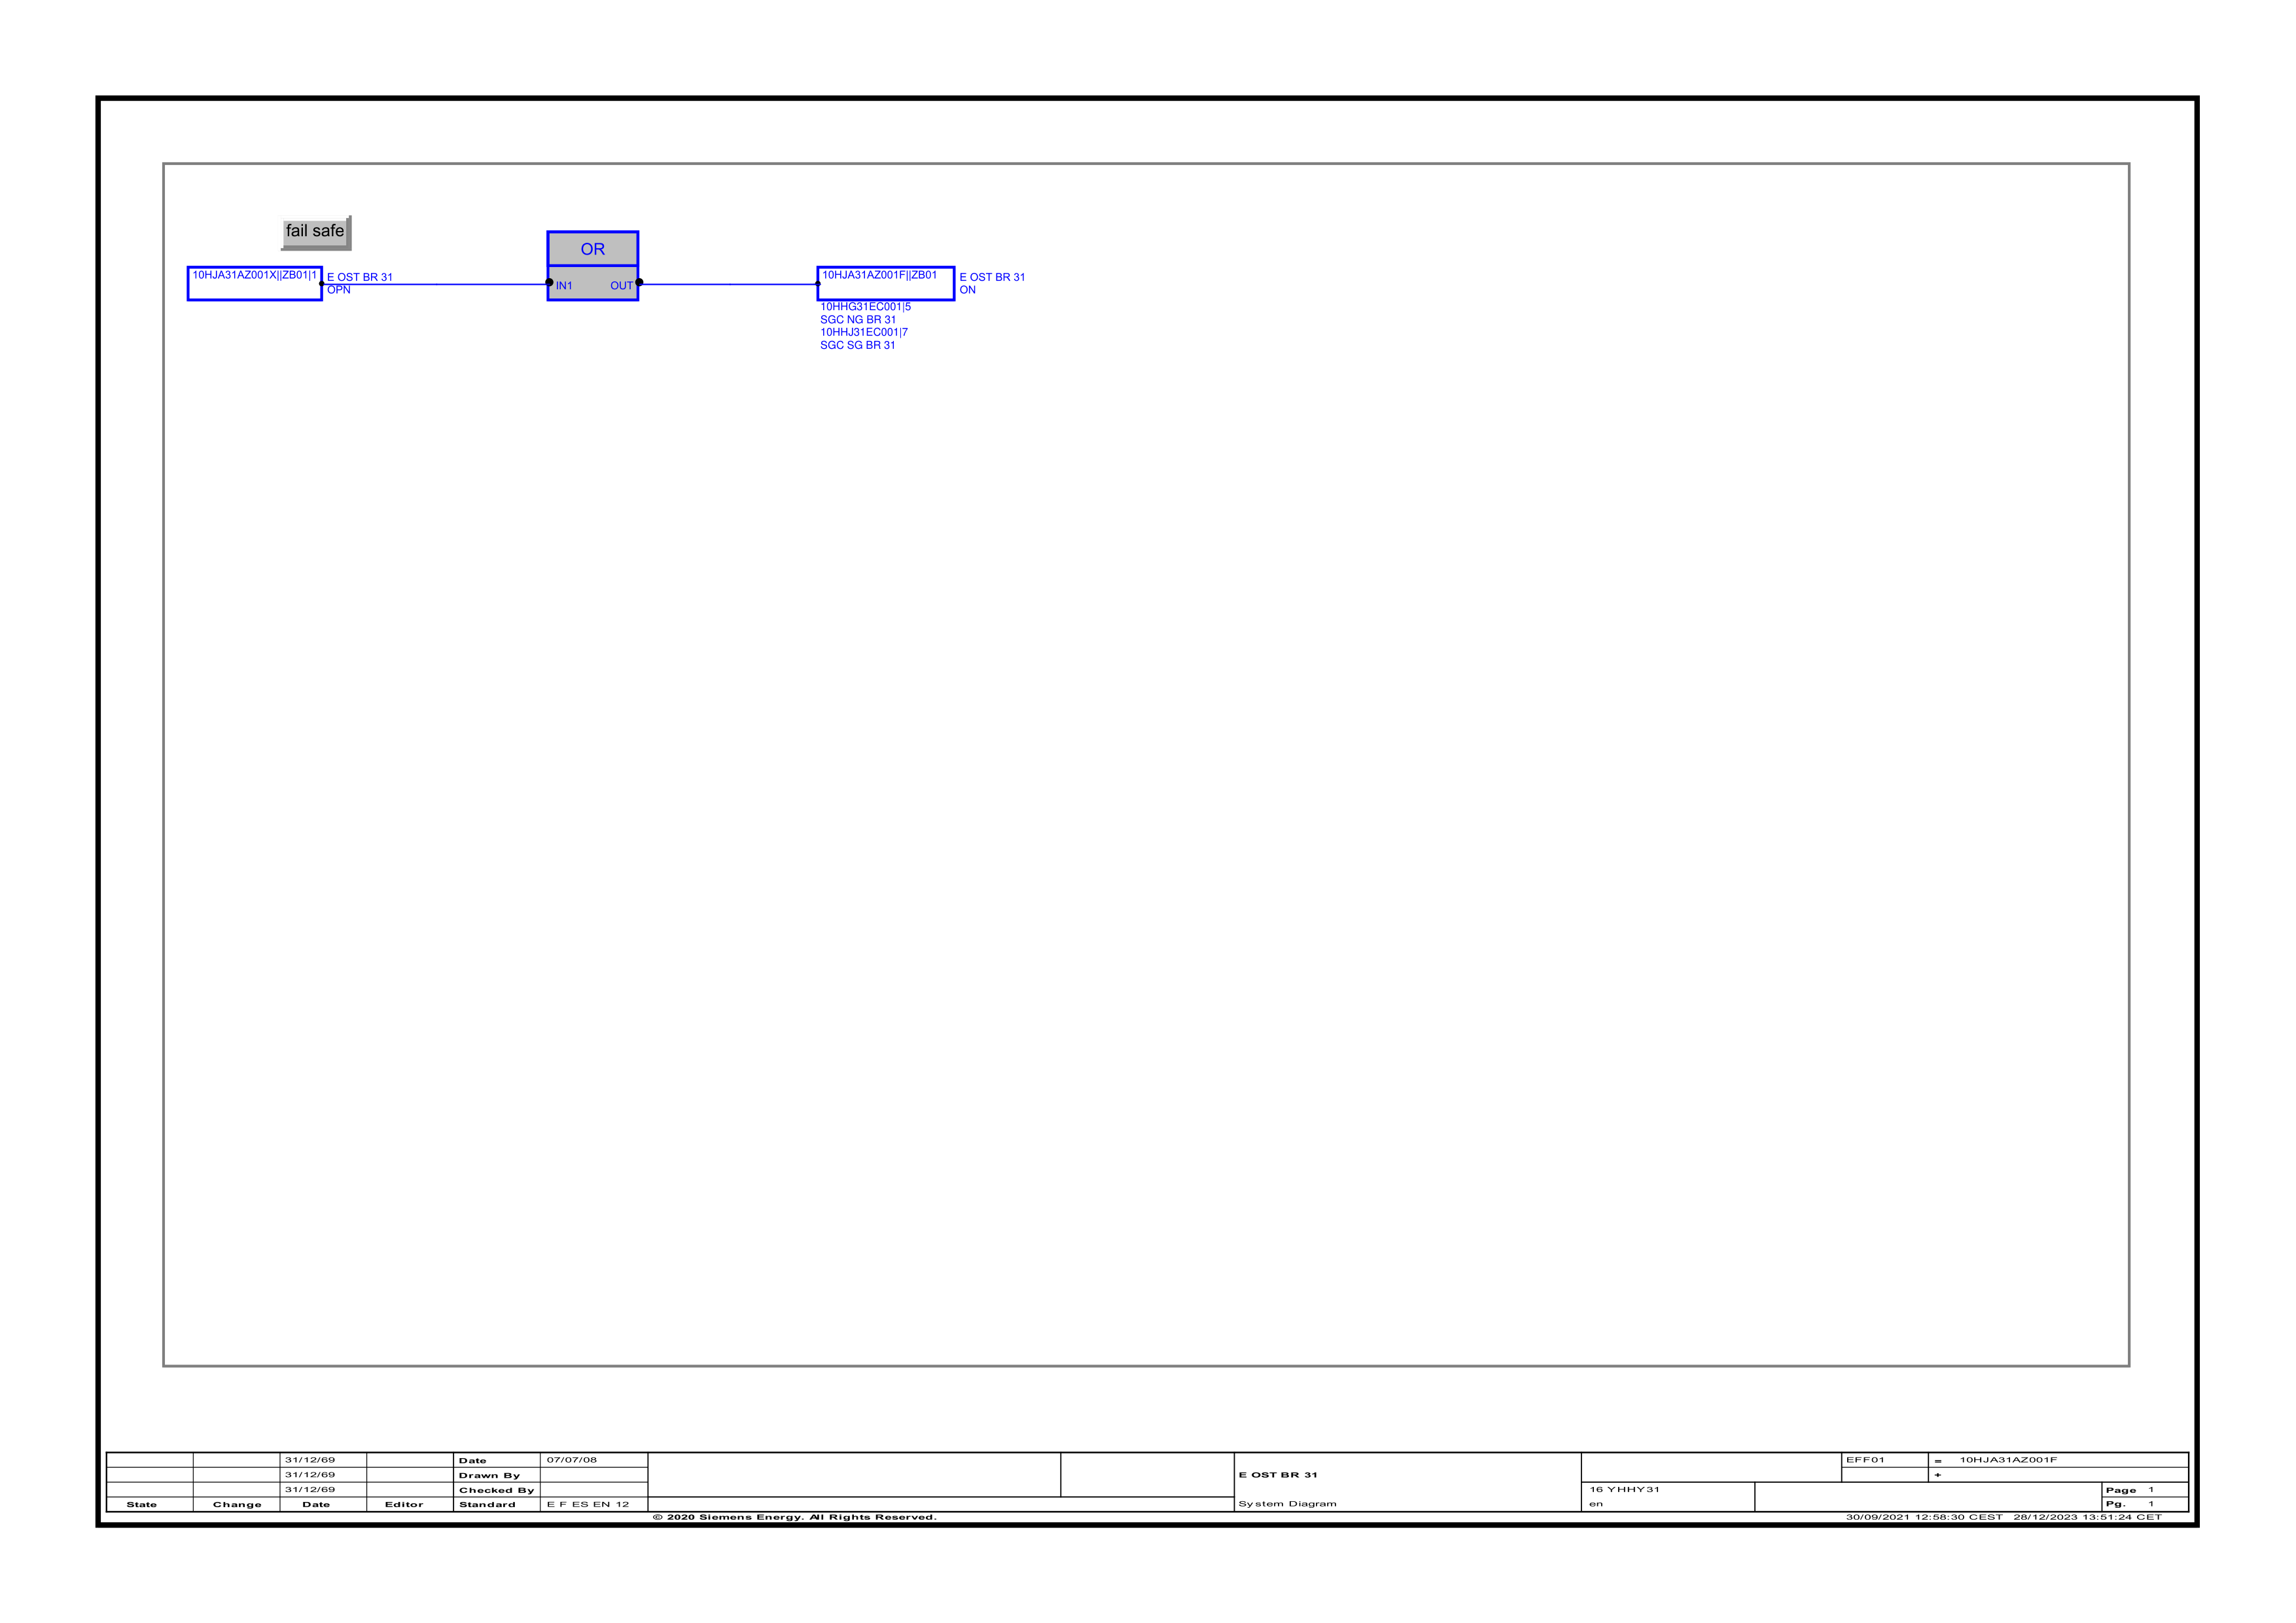 fail safe
OR
10HJA31AZ001X||ZB01|1
E OST BR 31
OPN
IN1
OUT
10HJA31AZ001F||ZB01
E OST BR 31
ON
10HHG31EC001|5
SGC NG BR 31
10HHJ31EC001|7
SGC SG BR 31
31/12/69
Date
07/07/08
EFF01
=
10HJA31AZ001F
31/12/69
Drawn By
E OST BR 31
+
31/12/69
Checked By
16 YHHY31
Page 1
State
Change
Date
Editor
Standard
E F ES EN 12
System Diagram
en
Pg. 1
© 2020 Siemens Energy. All Rights Reserved.
30/09/2021 12:58:30 CEST 28/12/2023 13:51:24 CET